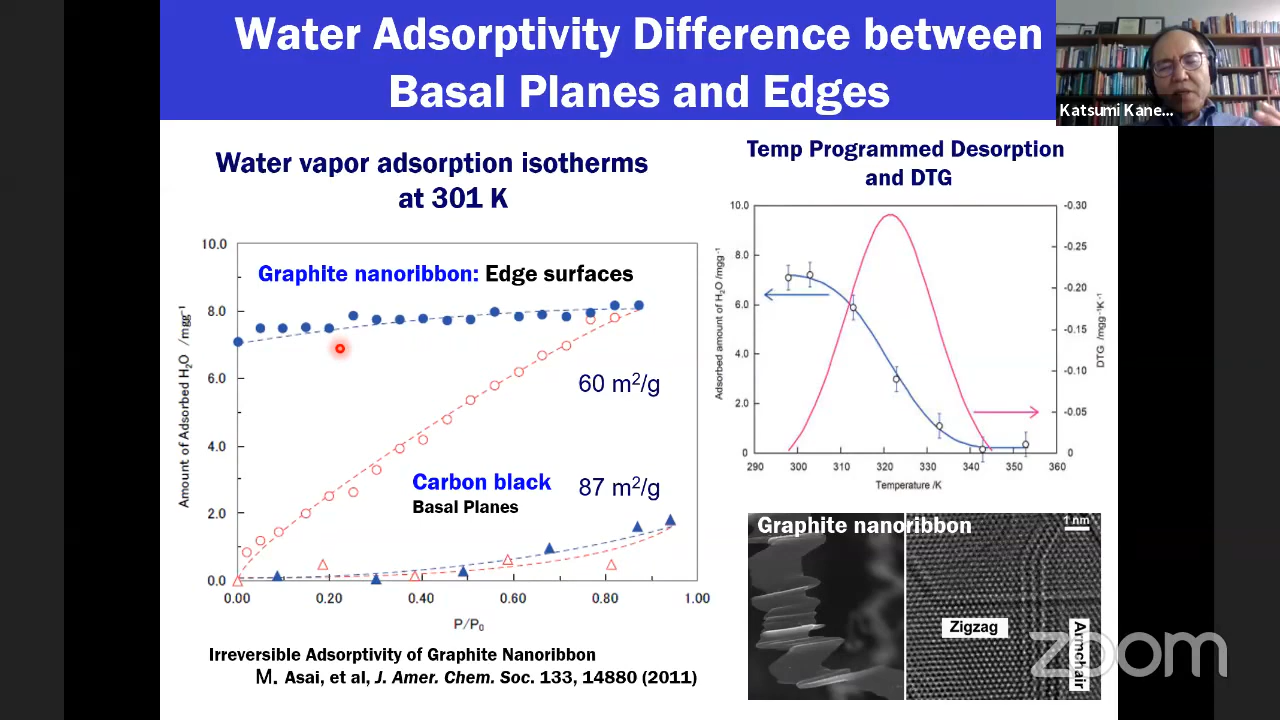 Water Adsorptivity Difference between
Basal Planes and Edges
Katsumi Kane...
Water vapor adsorption isotherms
at 301 K
Temp Programmed Desorption
and DTG
Amount of Adsorbed H2O /mgg⁻¹
10.0
8.0
6.0
4.0
2.0
0.0
0.00
0.20
0.40
0.60
0.80
1.00
P/P0
Graphite nanoribbon: Edge surfaces
60 m²/g
Carbon black
87 m²/g
Basal Planes
Adsorbed amount of H2O /mgg⁻¹
10.0
8.0
6.0
4.0
2.0
0
290
300
310
320
330
340
350
360
Temperature /K
-0.30
-0.25
-0.20
-0.15
-0.10
-0.05
0
DTG /mgg⁻¹K⁻¹
Graphite nanoribbon
1 nm
Zigzag
Armchair
Irreversible Adsorptivity of Graphite Nanoribbon
M. Asai, et al, J. Amer. Chem. Soc. 133, 14880 (2011)
zoom